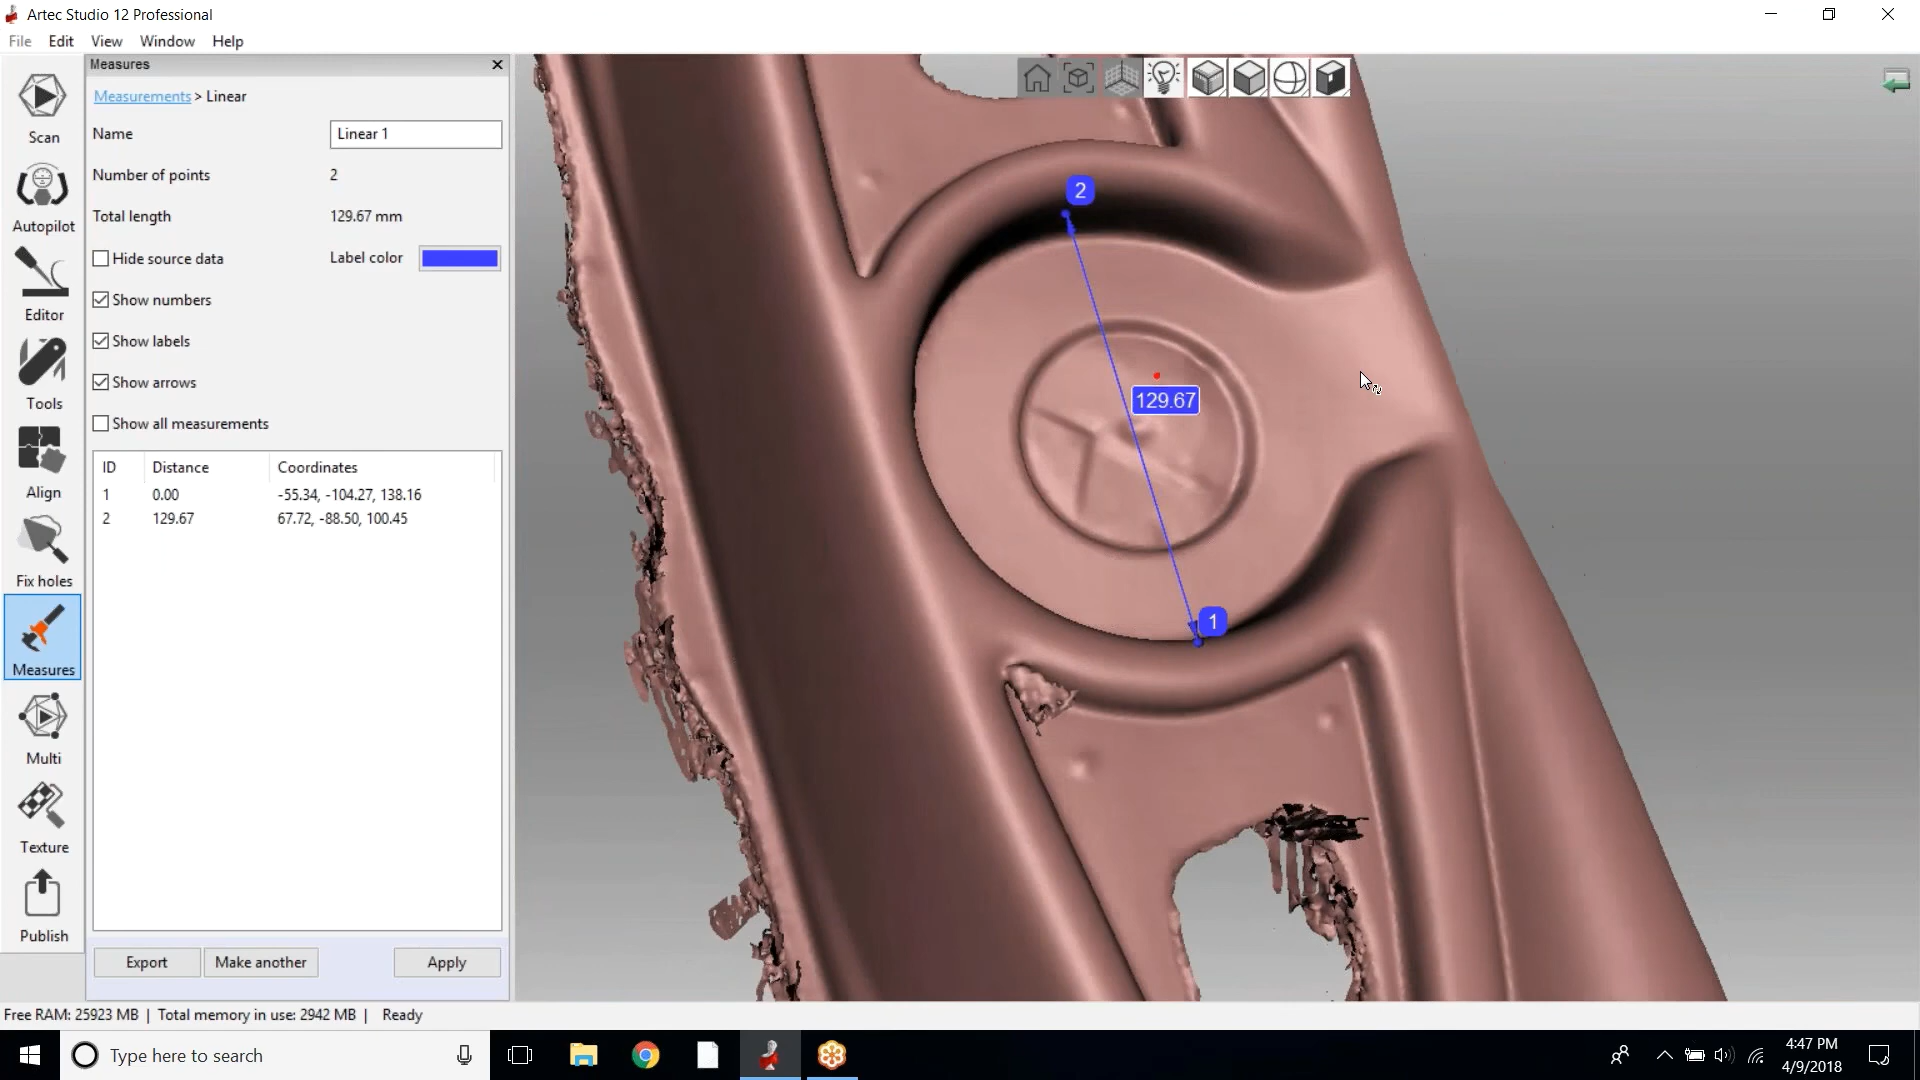 Artec Studio 12 Professional
File Edit View Window Help
Measures
Measurements > Linear
Name Linear 1
Number of points 2
Total length 129.67 mm
Hide source data Label color
Show numbers
Show labels
Show arrows
Show all measurements
ID Distance Coordinates
1 0.00 -55.34, -104.27, 138.16
2 129.67 67.72, -88.50, 100.45
Export Make another Apply
Scan
Autopilot
Editor
Tools
Align
Fix holes
Measures
Multi
Texture
Publish
2
129.67
1
Free RAM: 25923 MB | Total memory in use: 2942 MB | Ready
Type here to search
4:47 PM
4/9/2018